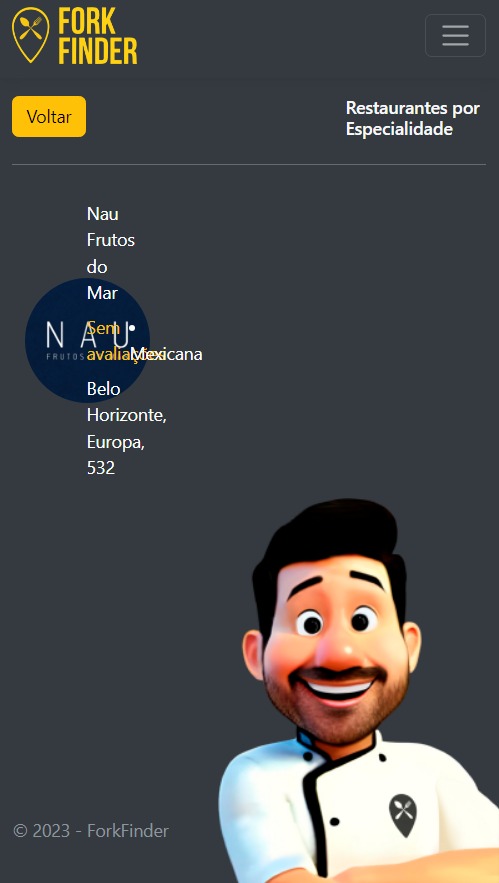 FORK
FINDER
Voltar
Restaurantes por
Especialidade
Nau
Frutos
do
Mar
NAU
FRUTOS
Sem •
avaliações Mexicana
Belo
Horizonte,
Europa,
532
© 2023 - ForkFinder